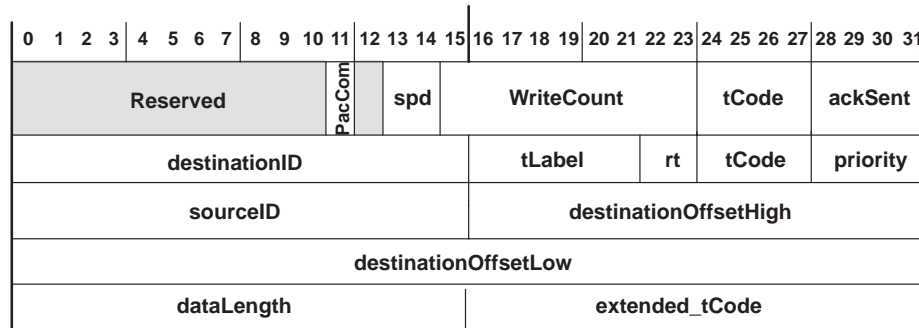 0 1 2 3 4 5 6 7 8 9 10 11 12 13 14 15 16 17 18 19 20 21 22 23 24 25 26 27 28 29 30 31
Reserved PacCom spd WriteCount tCode ackSent
destinationID tLabel rt tCode priority
sourceID destinationOffsetHigh
destinationOffsetLow
dataLength extended_tCode